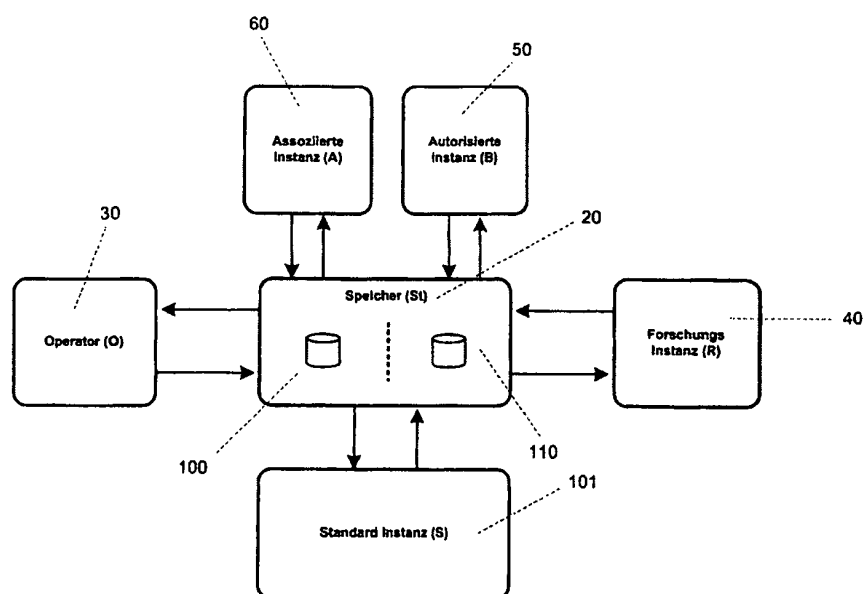 60
50
Assoziierte
Instanz (A)
Autorisierte
Instanz (B)
30
20
Speicher (St)
40
Operator (O)
Forschungs
Instanz (R)
100
110
101
Standard Instanz (S)